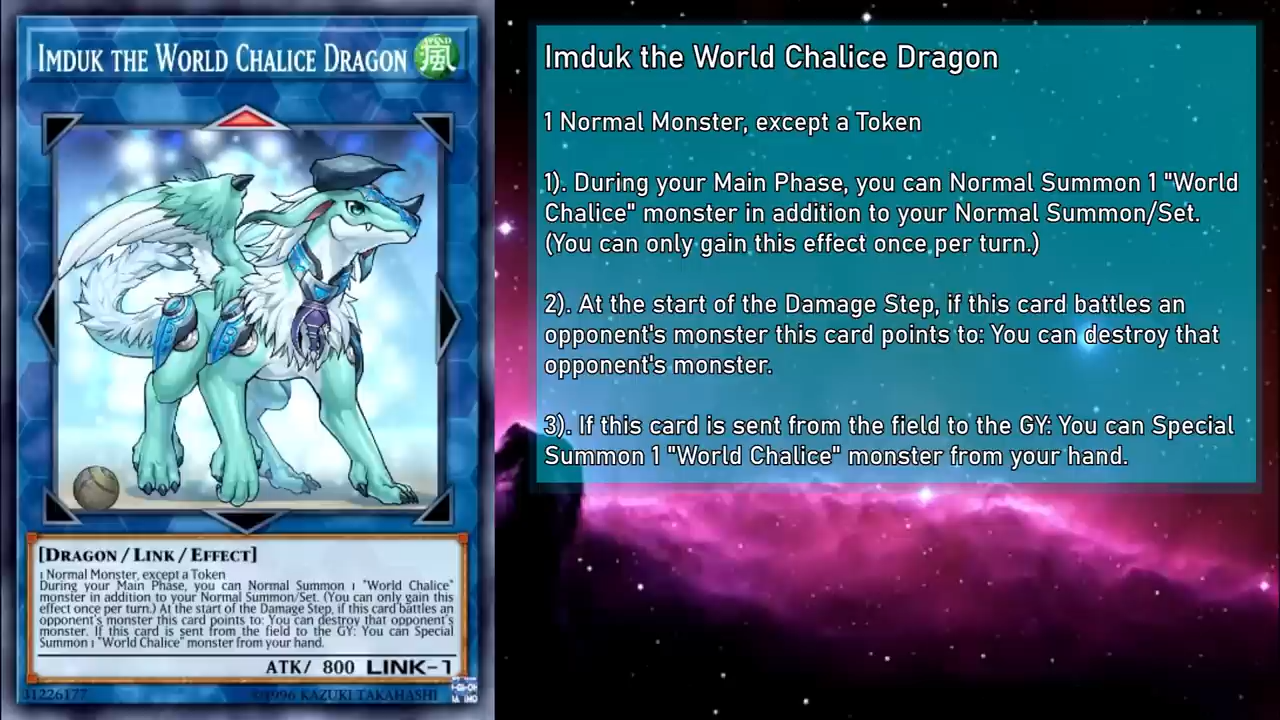 IMDUK THE WORLD CHALICE DRAGON
WIND
風
[DRAGON / LINK / EFFECT]
1 Normal Monster, except a Token
During your Main Phase, you can Normal Summon 1 "World Chalice"
monster in addition to your Normal Summon/Set. (You can only gain this
effect once per turn.) At the start of the Damage Step, if this card battles an
opponent's monster this card points to: You can destroy that opponent's
monster. If this card is sent from the field to the GY: You can Special
Summon 1 "World Chalice" monster from your hand.
ATK/ 800 LINK-1
31226177
©1996 KAZUKI TAKAHASHI
Imduk the World Chalice Dragon
1 Normal Monster, except a Token
1). During your Main Phase, you can Normal Summon 1 "World
Chalice" monster in addition to your Normal Summon/Set.
(You can only gain this effect once per turn.)
2). At the start of the Damage Step, if this card battles an
opponent's monster this card points to: You can destroy that
opponent's monster.
3). If this card is sent from the field to the GY: You can Special
Summon 1 "World Chalice" monster from your hand.